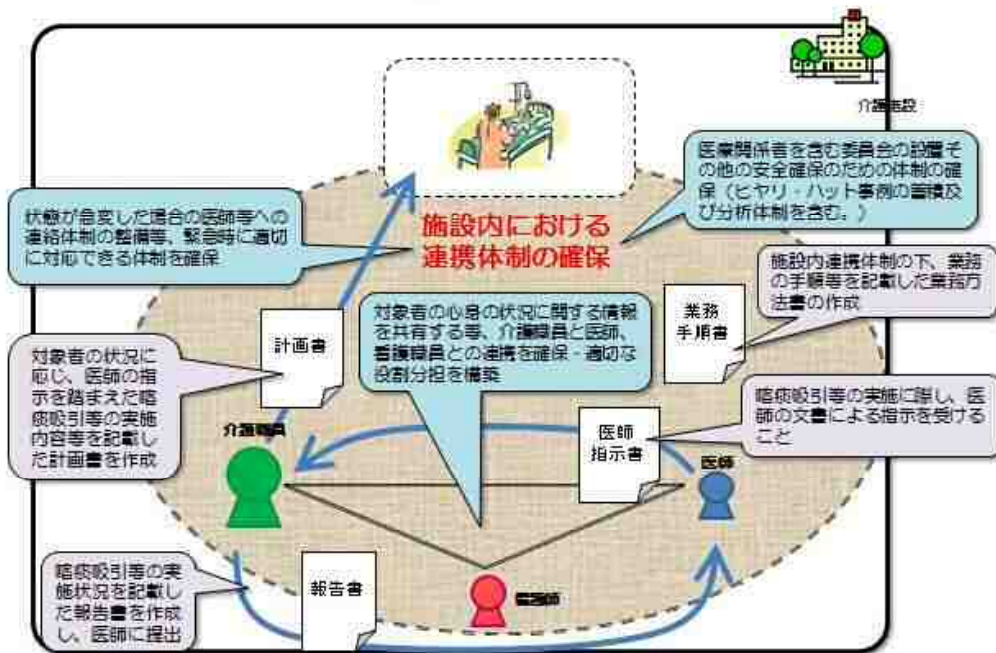 介護施設
医療関係者を含む委員会の設置その
他の安全確保のための体制の確
保（ヒヤリ・ハット事例の蓄積及
び分析体制を含む。）
状態が急変した場合の医師等への
連絡体制の整備等、緊急時に適切
に対応できる体制を確保
施設内における
連携体制の確保
施設内連携体制の下、業務
の手順等を記載した業務方
法書の作成
業務
手順書
計画書
対象者の心身の状況に関する情報
を共有する等、介護職員と医師、
看護職員との連携を確保・適切な
役割分担を構築
対象者の状況に
応じ、医師の指
示を踏まえた喀
痰吸引等の実施
内容等を記載し
た計画書を作成
喀痰吸引等の実施に際し、医
師の文書による指示を受ける
こと
医師
指示書
介護職員
医師
看護師
喀痰吸引等の実
施状況を記載し
た報告書を作成
し、医師に提出
報告書